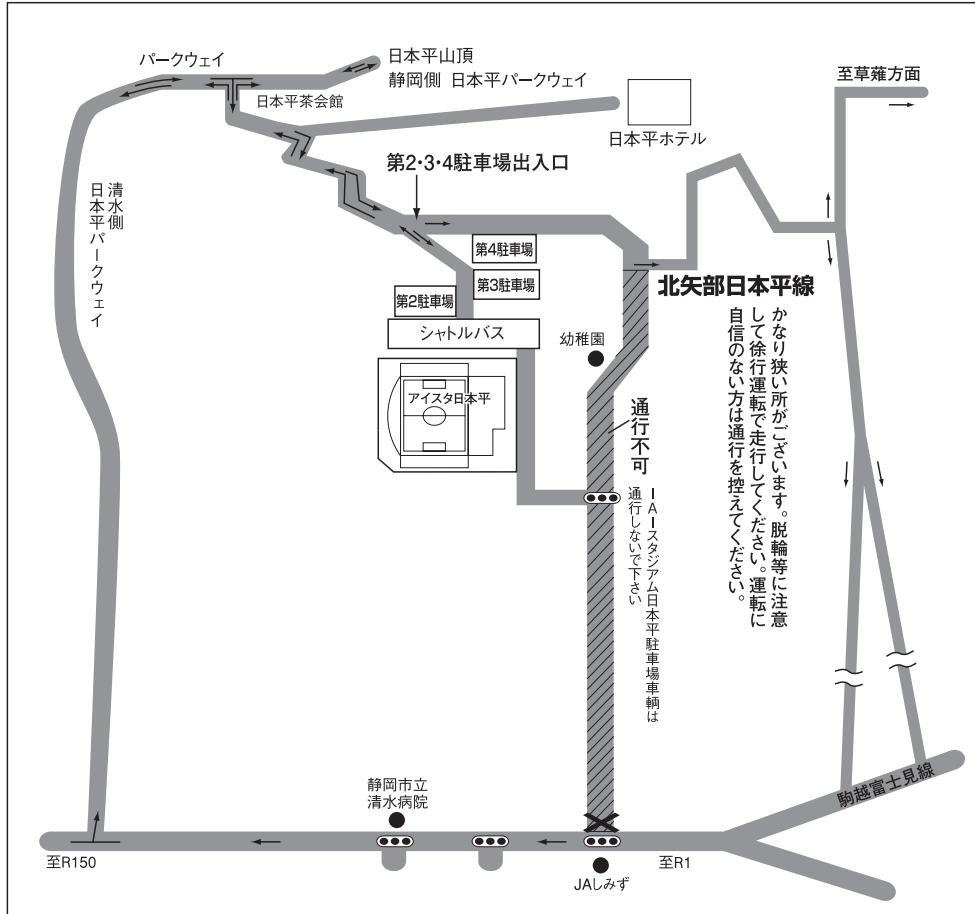 パークウェイ
日本平山頂
静岡側 日本平パークウェイ
日本平茶会館
日本平ホテル
至草薙方面
第2・3・4駐車場出入口
清水側
日本平パークウェイ
第4駐車場
第3駐車場
第2駐車場
シャトルバス
アイスタ日本平
幼稚園
北矢部日本平線
かなり狭い所がございます。脱輪等に注意
して徐行運転で走行してください。運転に
自信のない方は通行を控えてください。
通行不可
IAIスタジアム日本平駐車場車輌は
通行しないで下さい
静岡市立
清水病院
駒越富士見線
至R150
至R1
JAしみず